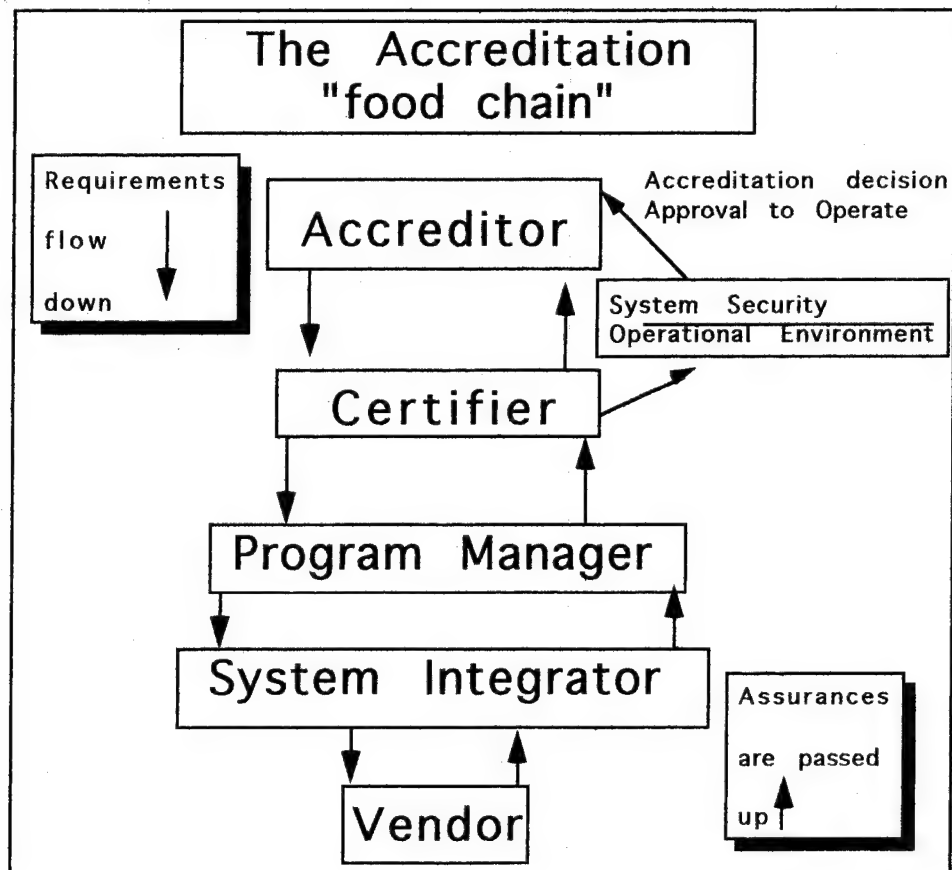 The Accreditation
"food chain"
Requirements
flow
down
Accreditation decision
Approval to Operate
Accreditor
System Security
Operational Environment
Certifier
Program Manager
System Integrator
Assurances
are passed
up
Vendor